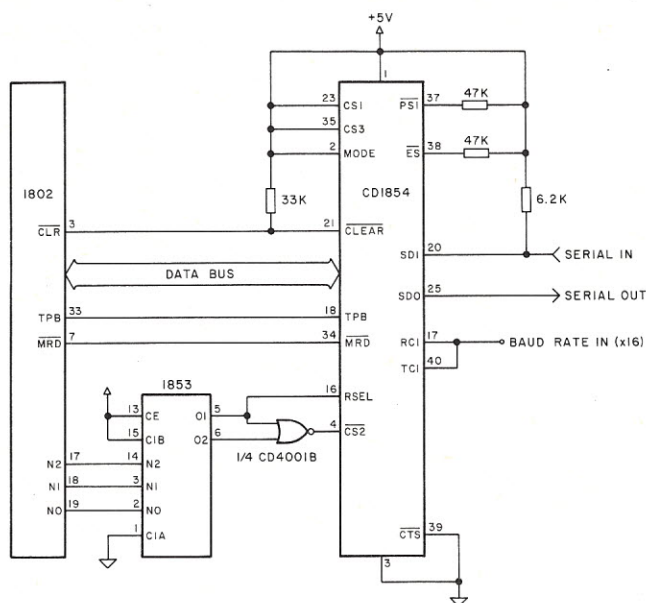 +5V
1
23
CS1
35
CS3
2
MODE
33K
37
PS1
47K
38
ES
47K
6.2K
CD1854
1802
CLR
3
21
CLEAR
20
SDI
SERIAL IN
DATA BUS
25
SDO
SERIAL OUT
TPB
33
18
TPB
MRD
7
34
MRD
17
RCI
BAUD RATE IN (x16)
40
TCI
1853
13
CE
O1
5
16
RSEL
15
C1B
O2
6
4
CS2
1/4 CD4001B
N2
17
14
N2
N1
18
3
N1
N0
19
2
N0
1
C1A
39
CTS
3